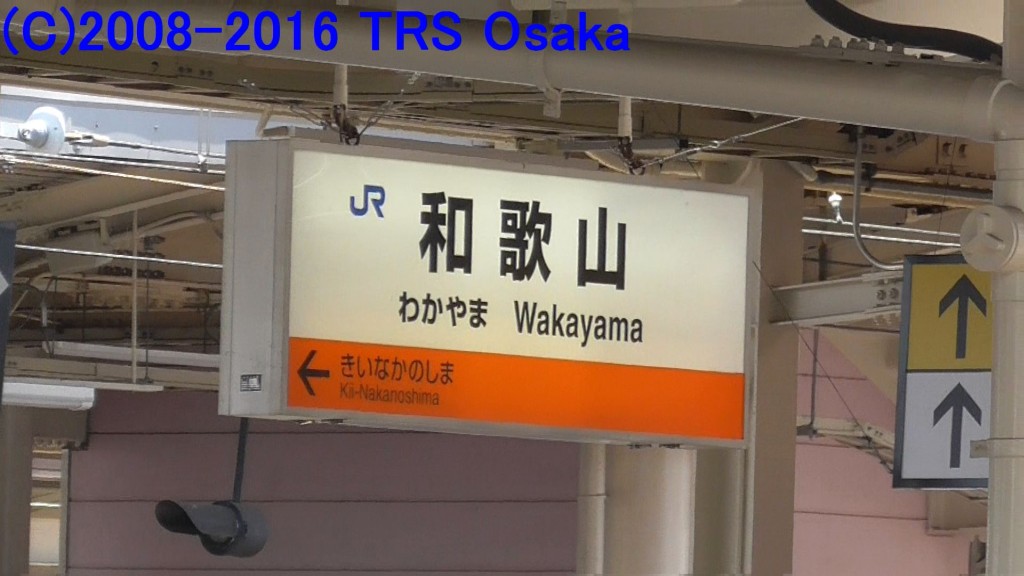 (C)2008-2016 TRS Osaka
JR 和歌山
わかやま Wakayama
← きいなかのしま
Kii-Nakanoshima
↑
↑